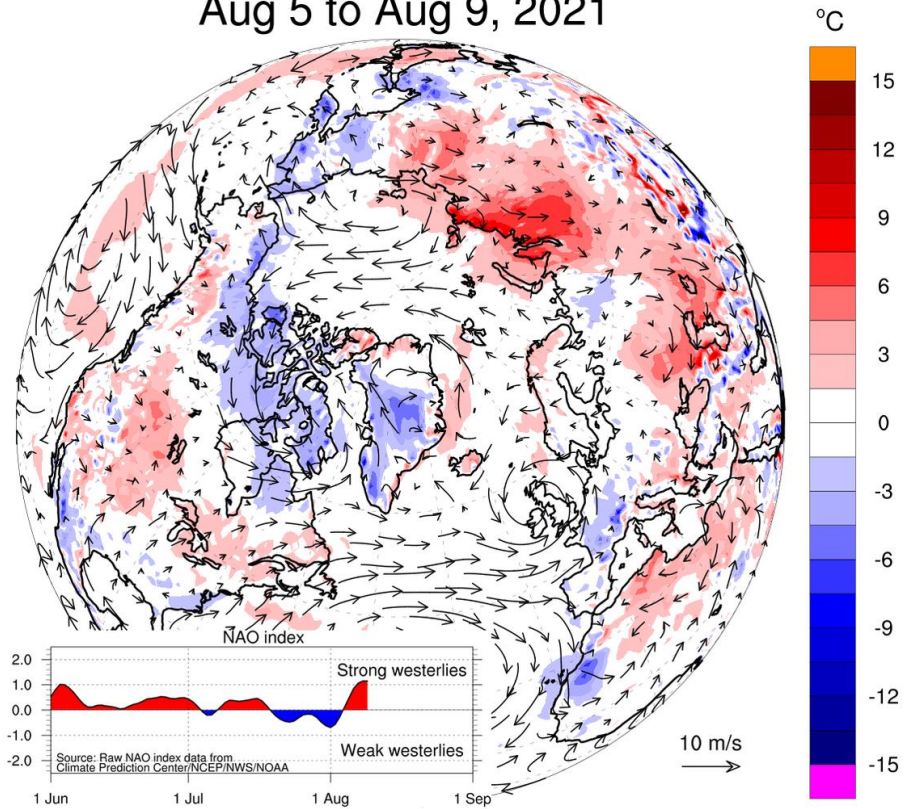 Aug 5 to Aug 9, 2021
°C
15
12
9
6
3
0
-3
-6
-9
-12
-15
NAO index
2.0
1.0
0.0
-1.0
-2.0
Strong westerlies
Weak westerlies
Source: Raw NAO index data from
Climate Prediction Center/NCEP/NWS/NOAA
1 Jun
1 Jul
1 Aug
1 Sep
10 m/s